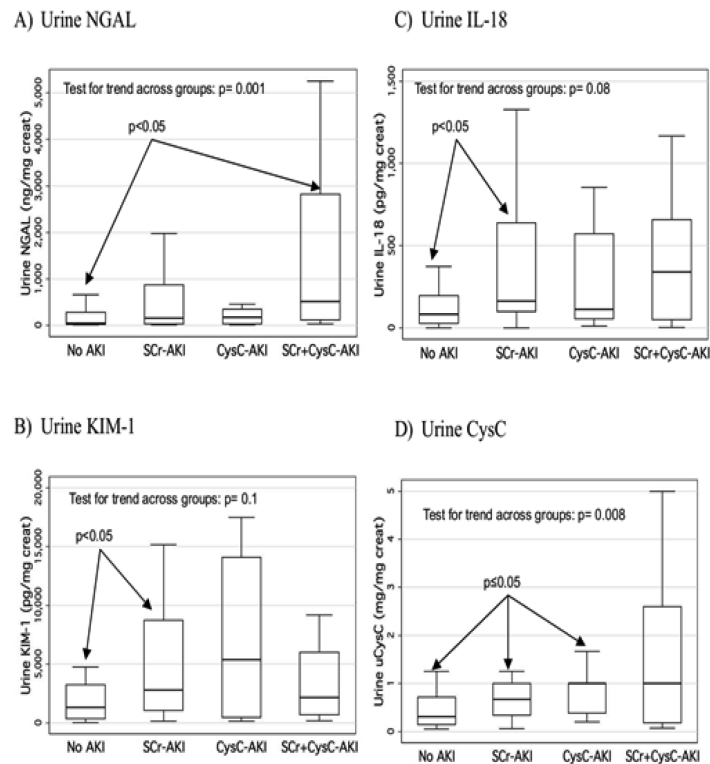 A) Urine NGAL
Test for trend across groups: p= 0.001
p<0.05
Urine NGAL (ng/mg creat)
5,000
4,000
3,000
2,000
1,000
0
No AKI SCr-AKI CysC-AKI SCr+CysC-AKI
C) Urine IL-18
Test for trend across groups: p= 0.08
p<0.05
Urine IL-18 (pg/mg creat)
1,500
1,000
500
0
No AKI SCr-AKI CysC-AKI SCr+CysC-AKI
B) Urine KIM-1
Test for trend across groups: p= 0.1
p<0.05
Urine KIM-1 (pg/mg creat)
20,000
15,000
10,000
5,000
0
No AKI SCr-AKI CysC-AKI SCr+CysC-AKI
D) Urine CysC
Test for trend across groups: p= 0.008
p≤0.05
Urine uCysC (mg/mg creat)
5
4
3
2
1
0
No AKI SCr-AKI CysC-AKI SCr+CysC-AKI